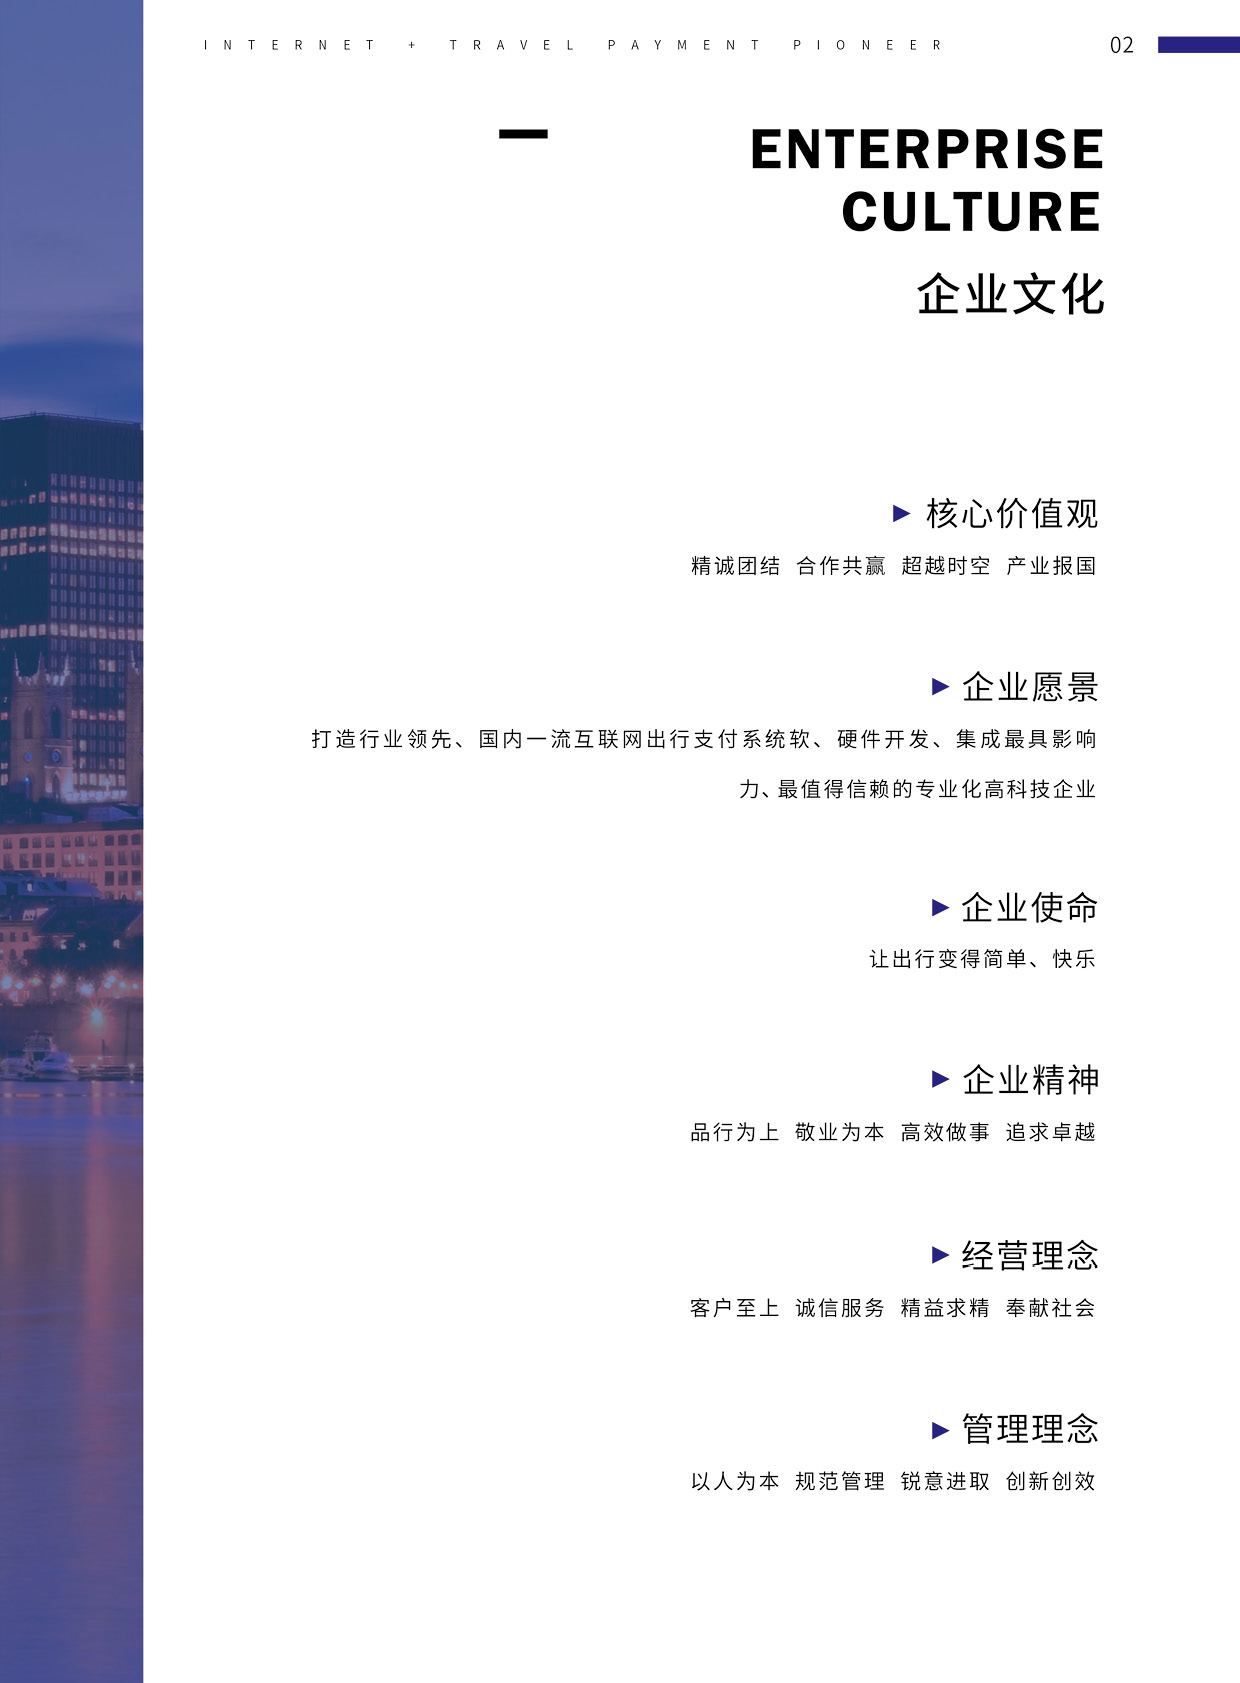 INTERNET + TRAVEL PAYMENT PIONEER
02
ENTERPRISE
CULTURE
企业文化
核心价值观
精诚团结 合作共赢 超越时空 产业报国
企业愿景
打造行业领先、国内一流互联网出行支付系统软、硬件开发、集成最具影响
力、最值得信赖的专业化高科技企业
企业使命
让出行变得简单、快乐
企业精神
品行为上 敬业为本 高效做事 追求卓越
经营理念
客户至上 诚信服务 精益求精 奉献社会
管理理念
以人为本 规范管理 锐意进取 创新创效